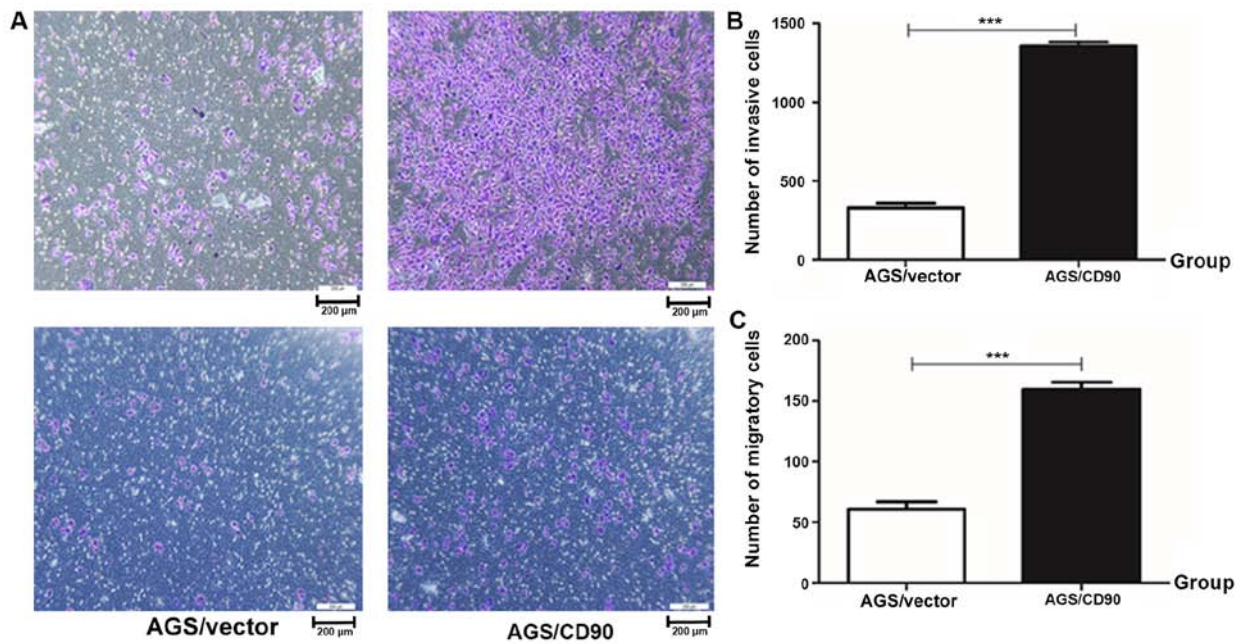 A
200 µm
200 µm
200 µm
200 µm
AGS/vector
AGS/CD90
B
Number of invasive cells
1500
1000
500
0
***
AGS/vector
AGS/CD90
Group
C
Number of migratory cells
200
150
100
50
0
***
AGS/vector
AGS/CD90
Group